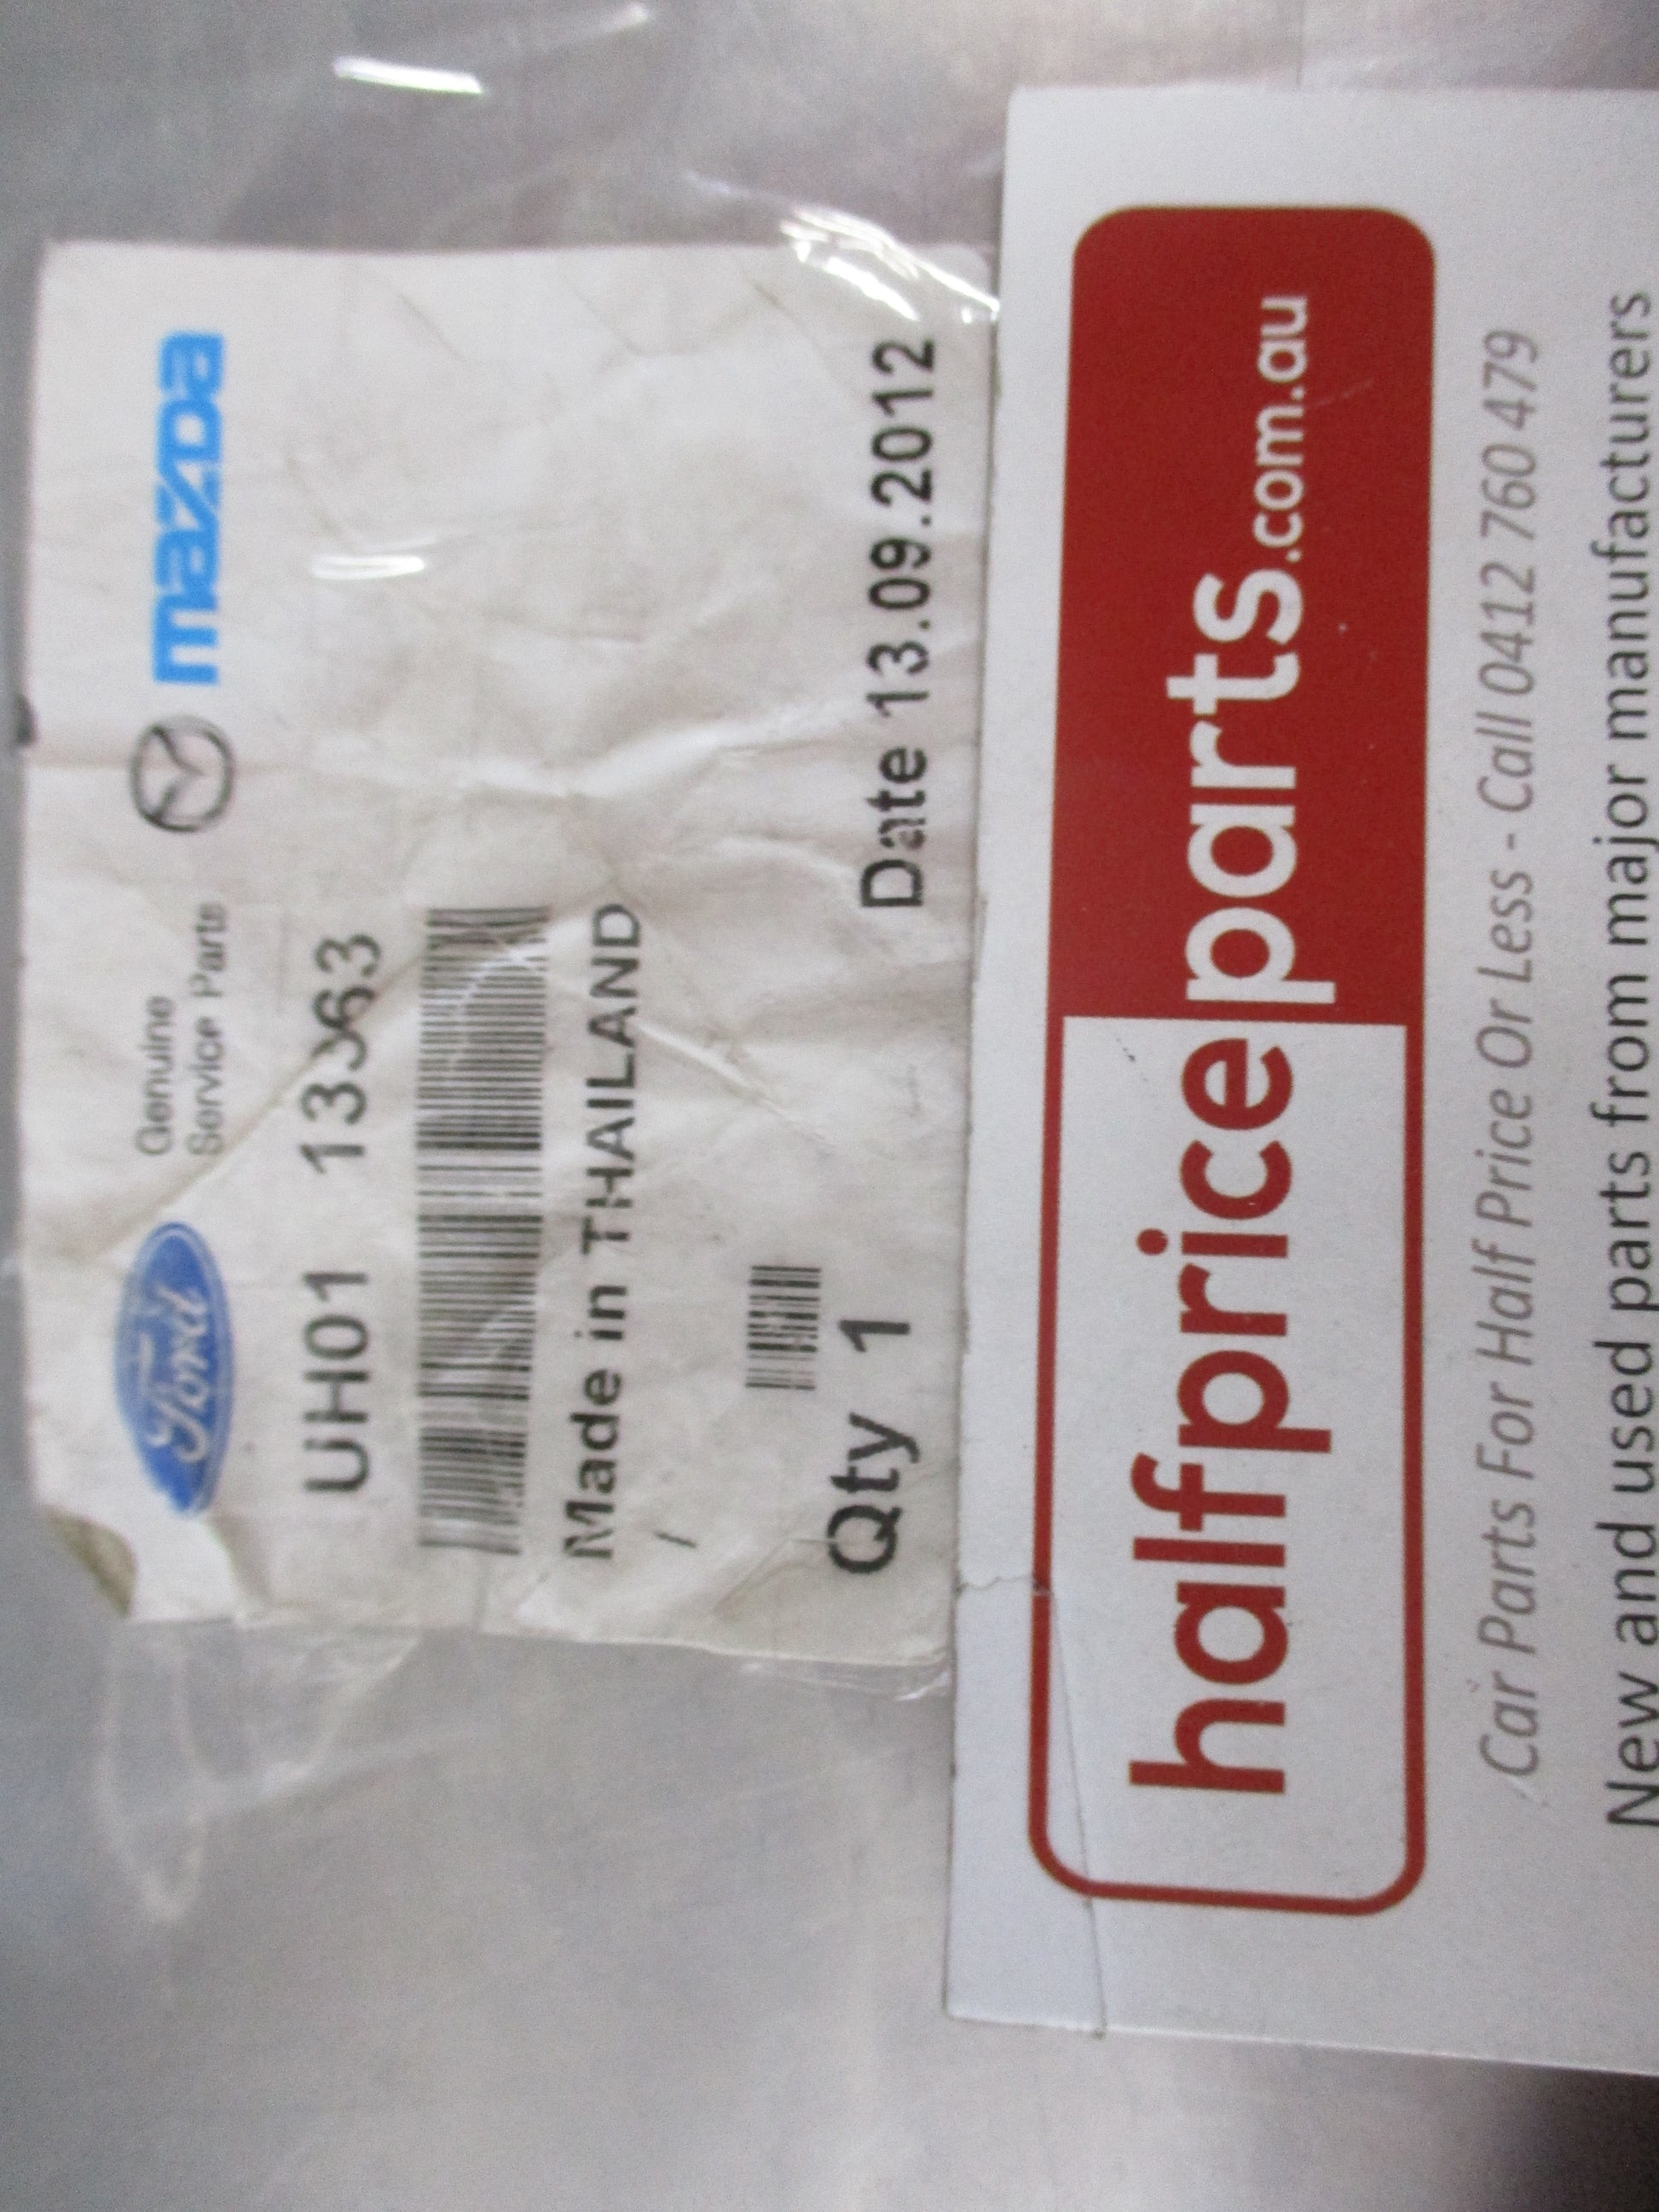 Ford
Genuine
Service Parts
mazda
UH01 13363
Made in THAILAND
/
Qty 1
Date 13.09.2012
halfpriceparts.com.au
Car Parts For Half Price Or Less - Call 0412 760 479
New and used parts from major manufacturers